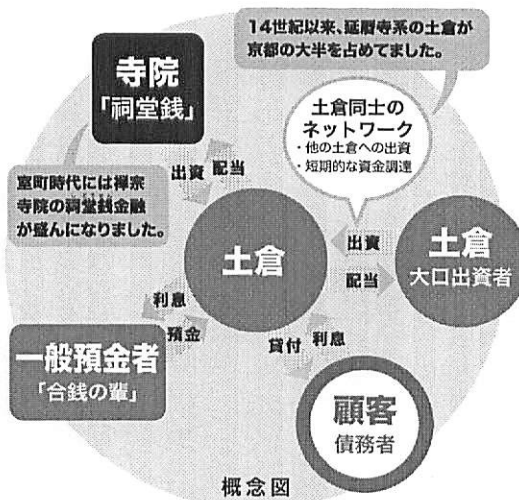 14世紀以来、延暦寺系の土倉が
京都の大半を占めてました。
寺院
「祠堂銭」
土倉同士の
ネットワーク
・他の土倉への出資
・短期的な資金調達
室町時代には禅宗
寺院の祠堂銭金融
が盛んになりました。
出資 配当
土倉
出資
配当
土倉
大口出資者
利息
預金
貸付 利息
一般預金者
「合銭の輩」
顧客
債務者
概念図